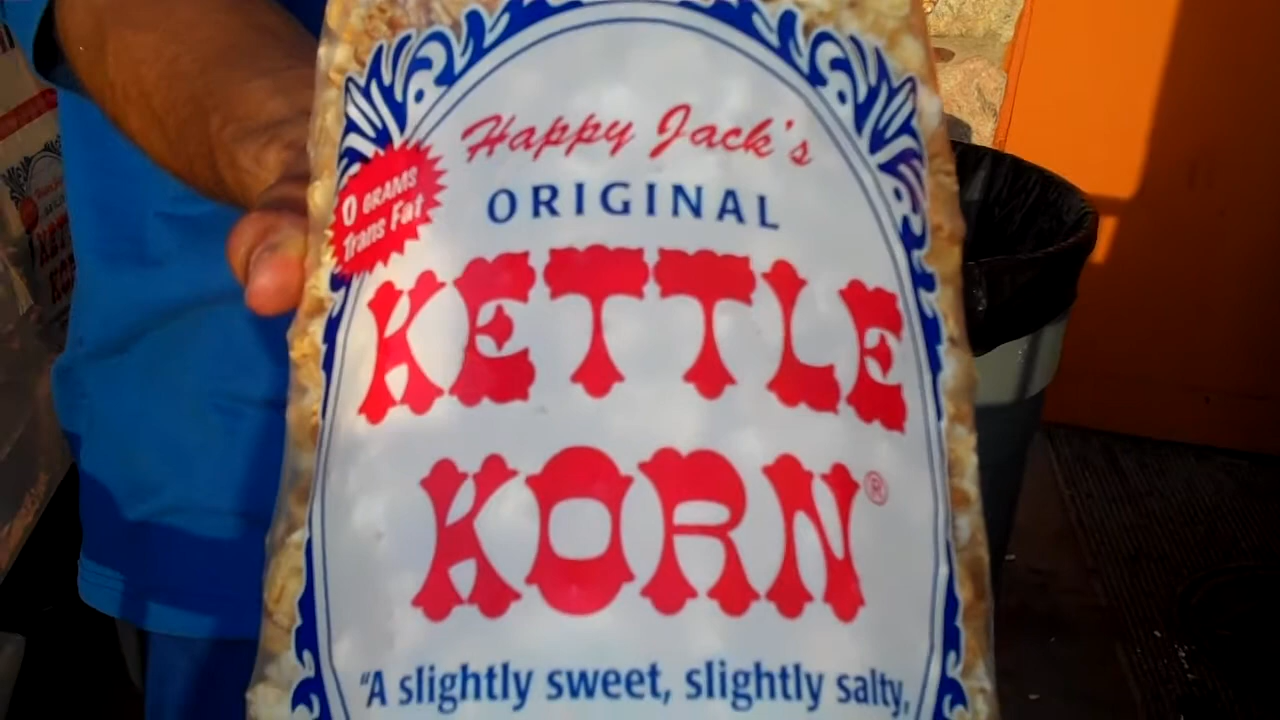 Happy Jack's
ORIGINAL
0 GRAMS
Trans Fat
KETTLE
KORN®
"A slightly sweet, slightly salty,